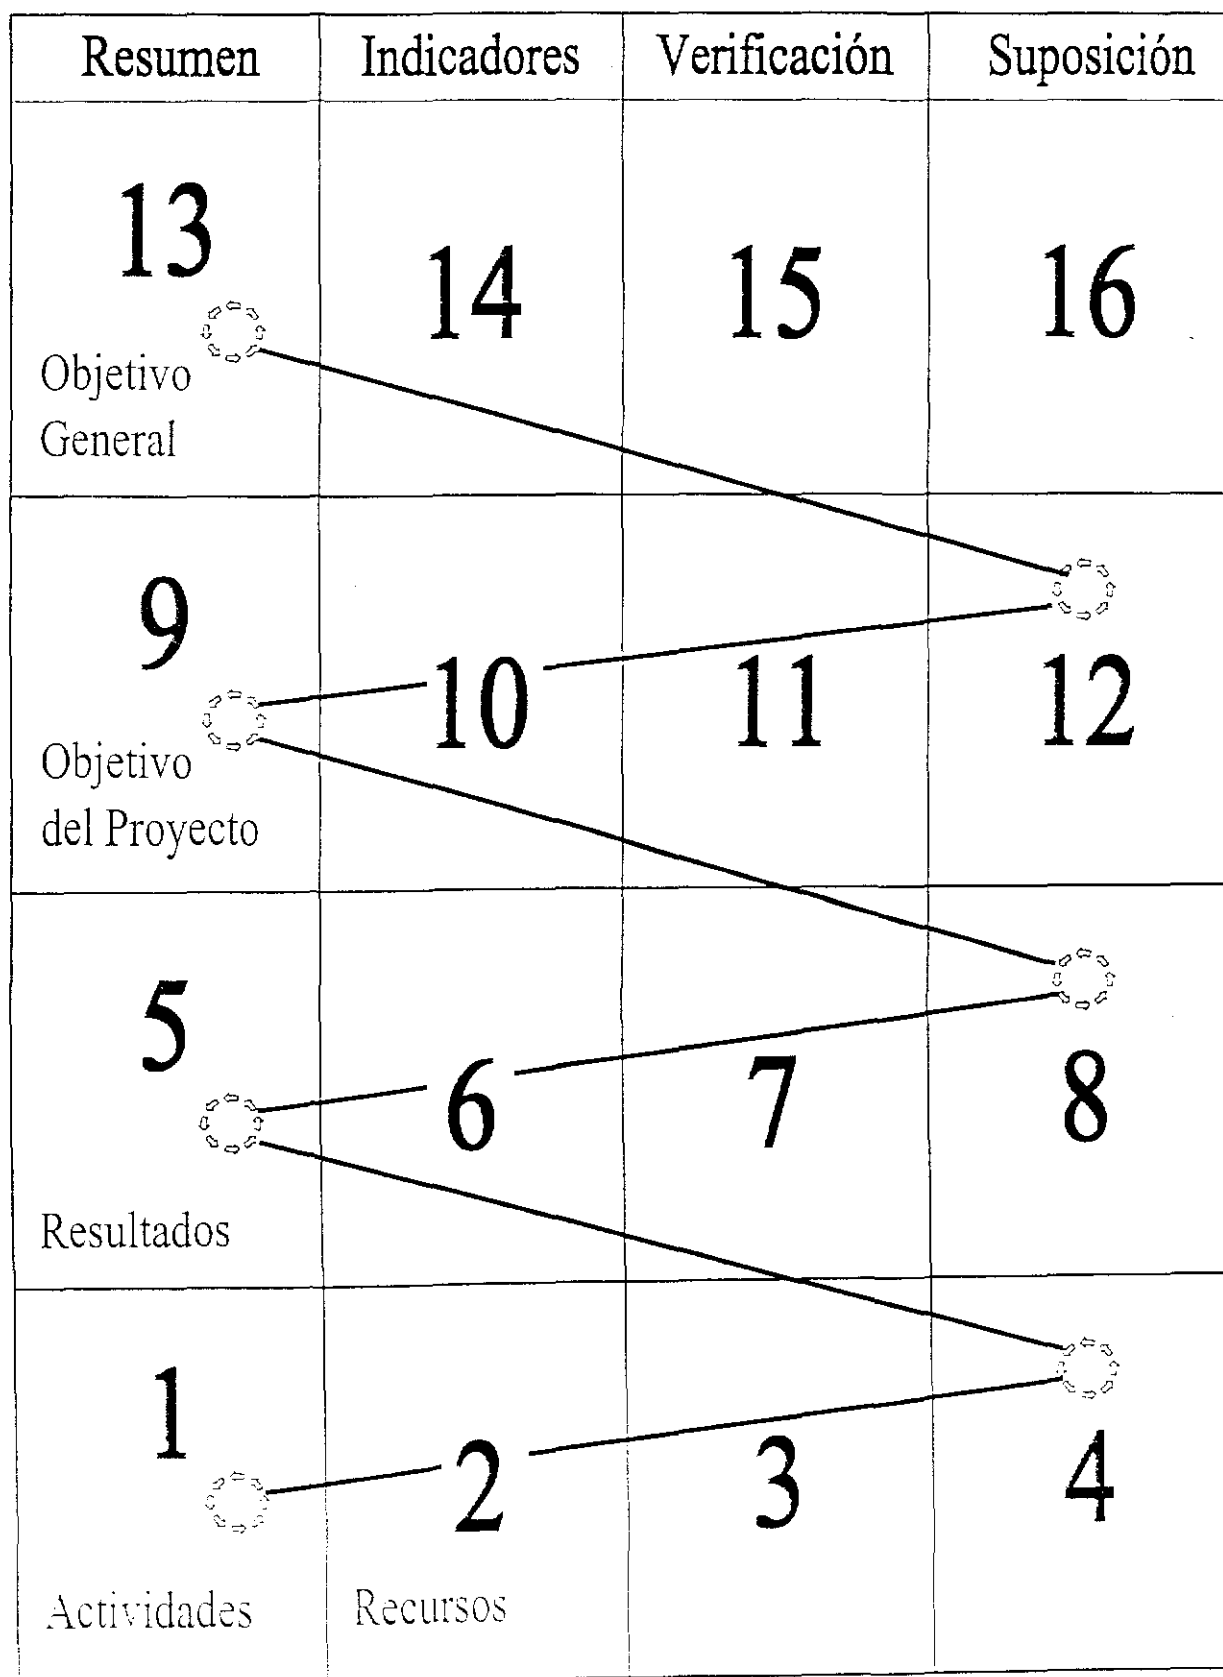 Resumen Indicadores Verificación Suposición
13 14 15 16
Objetivo
General
9 10 11 12
Objetivo
del Proyecto
5 6 7 8
Resultados
1 2 3 4
Actividades Recursos